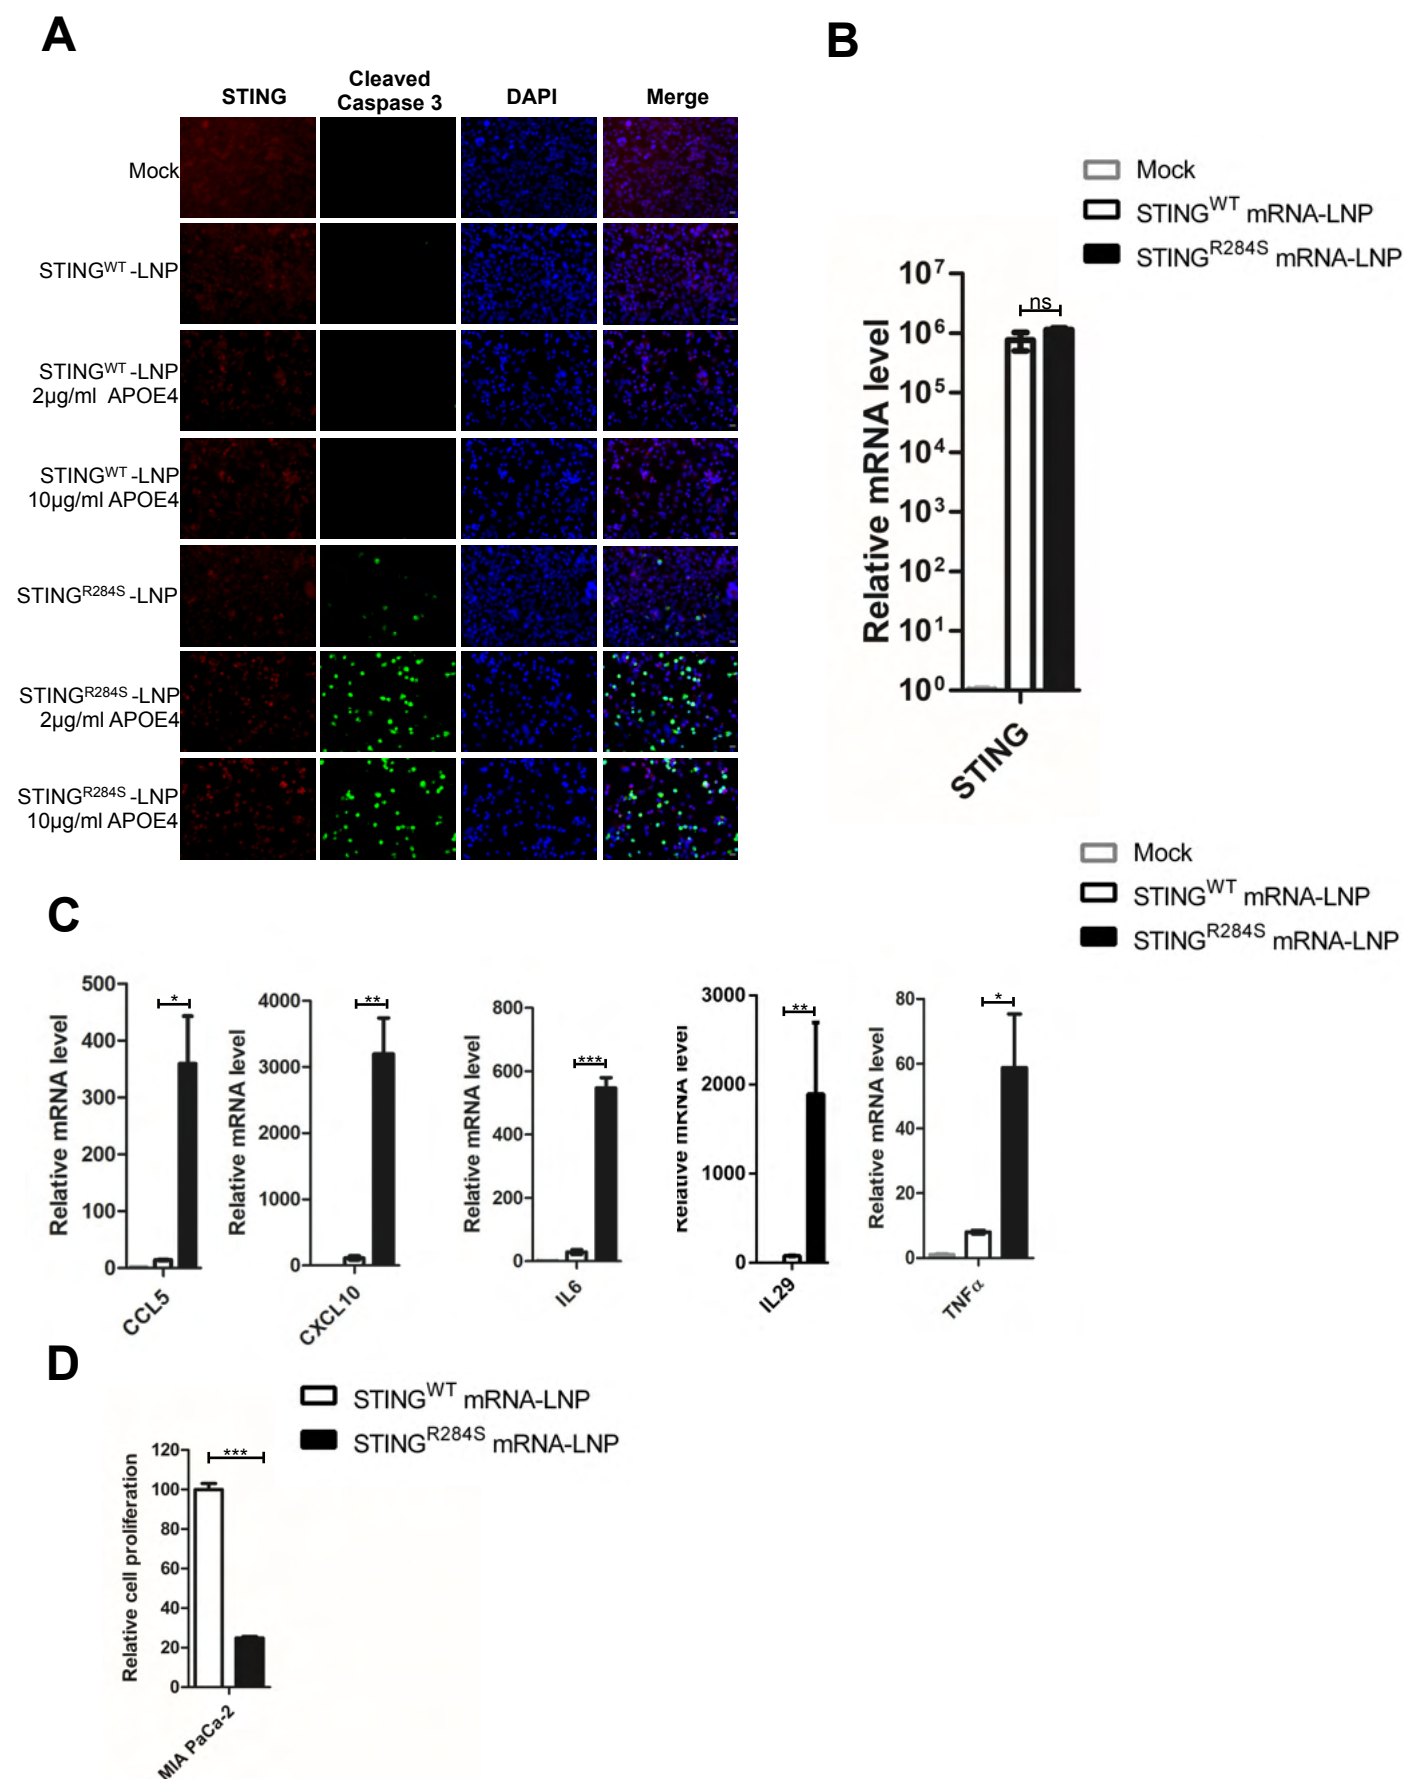 A
STING
Cleaved
Caspase 3
DAPI
Merge
Mock
STINGWT-LNP
STINGWT-LNP
2µg/ml APOE4
STINGWT-LNP
10µg/ml APOE4
STINGR284S-LNP
STINGR284S-LNP
2µg/ml APOE4
STINGR284S-LNP
10µg/ml APOE4
B
Mock
STINGWT mRNA-LNP
STINGR284S mRNA-LNP
Relative mRNA level
10⁷
10⁶
10⁵
10⁴
10³
10²
10¹
10⁰
ns
STING
C
Mock
STINGWT mRNA-LNP
STINGR284S mRNA-LNP
Relative mRNA level
500
400
300
200
100
0
*
CCL5
Relative mRNA level
4000
3000
2000
1000
0
**
CXCL10
Relative mRNA level
800
600
400
200
0
***
IL6
Relative mRNA level
3000
2000
1000
0
**
IL29
Relative mRNA level
80
60
40
20
0
*
TNFα
D
STINGWT mRNA-LNP
STINGR284S mRNA-LNP
Relative cell proliferation
120
100
80
60
40
20
0
***
MIA PaCa-2